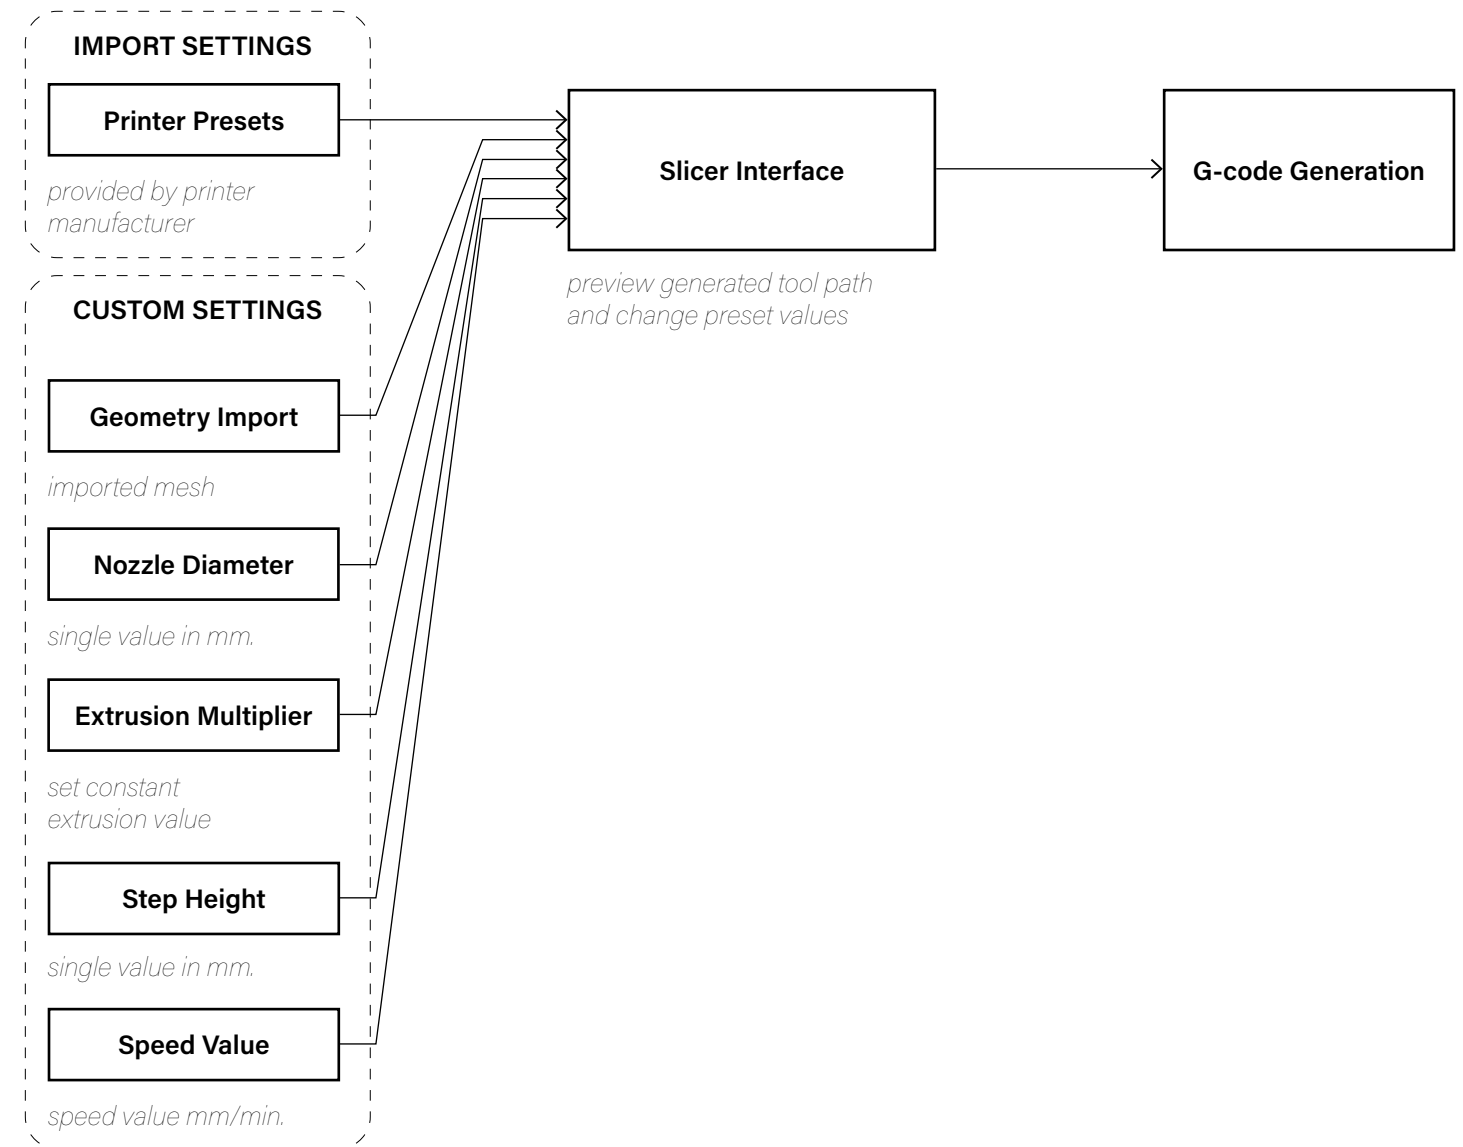 IMPORT SETTINGS
Printer Presets
provided by printer
manufacturer
CUSTOM SETTINGS
Geometry Import
imported mesh
Nozzle Diameter
single value in mm.
Extrusion Multiplier
set constant
extrusion value
Step Height
single value in mm.
Speed Value
speed value mm/min.
Slicer Interface
preview generated tool path
and change preset values
G-code Generation